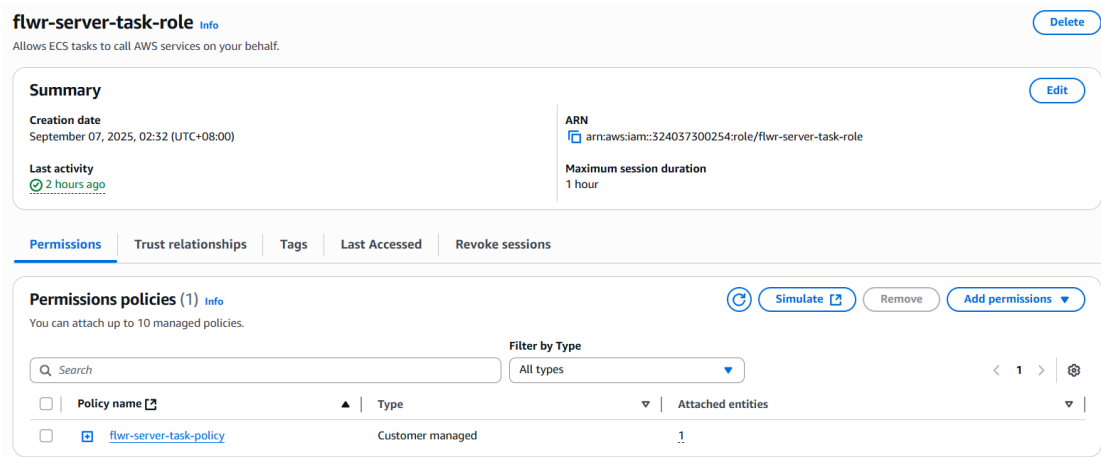 flwr-server-task-role Info
Delete
Allows ECS tasks to call AWS services on your behalf.
Summary
Edit
Creation date
September 07, 2025, 02:32 (UTC+08:00)
ARN
arn:aws:iam::324037300254:role/flwr-server-task-role
Last activity
2 hours ago
Maximum session duration
1 hour
Permissions
Trust relationships
Tags
Last Accessed
Revoke sessions
Permissions policies (1) Info
Simulate
Remove
Add permissions
You can attach up to 10 managed policies.
Filter by Type
Search
All types
1
Policy name
Type
Attached entities
flwr-server-task-policy
Customer managed
1